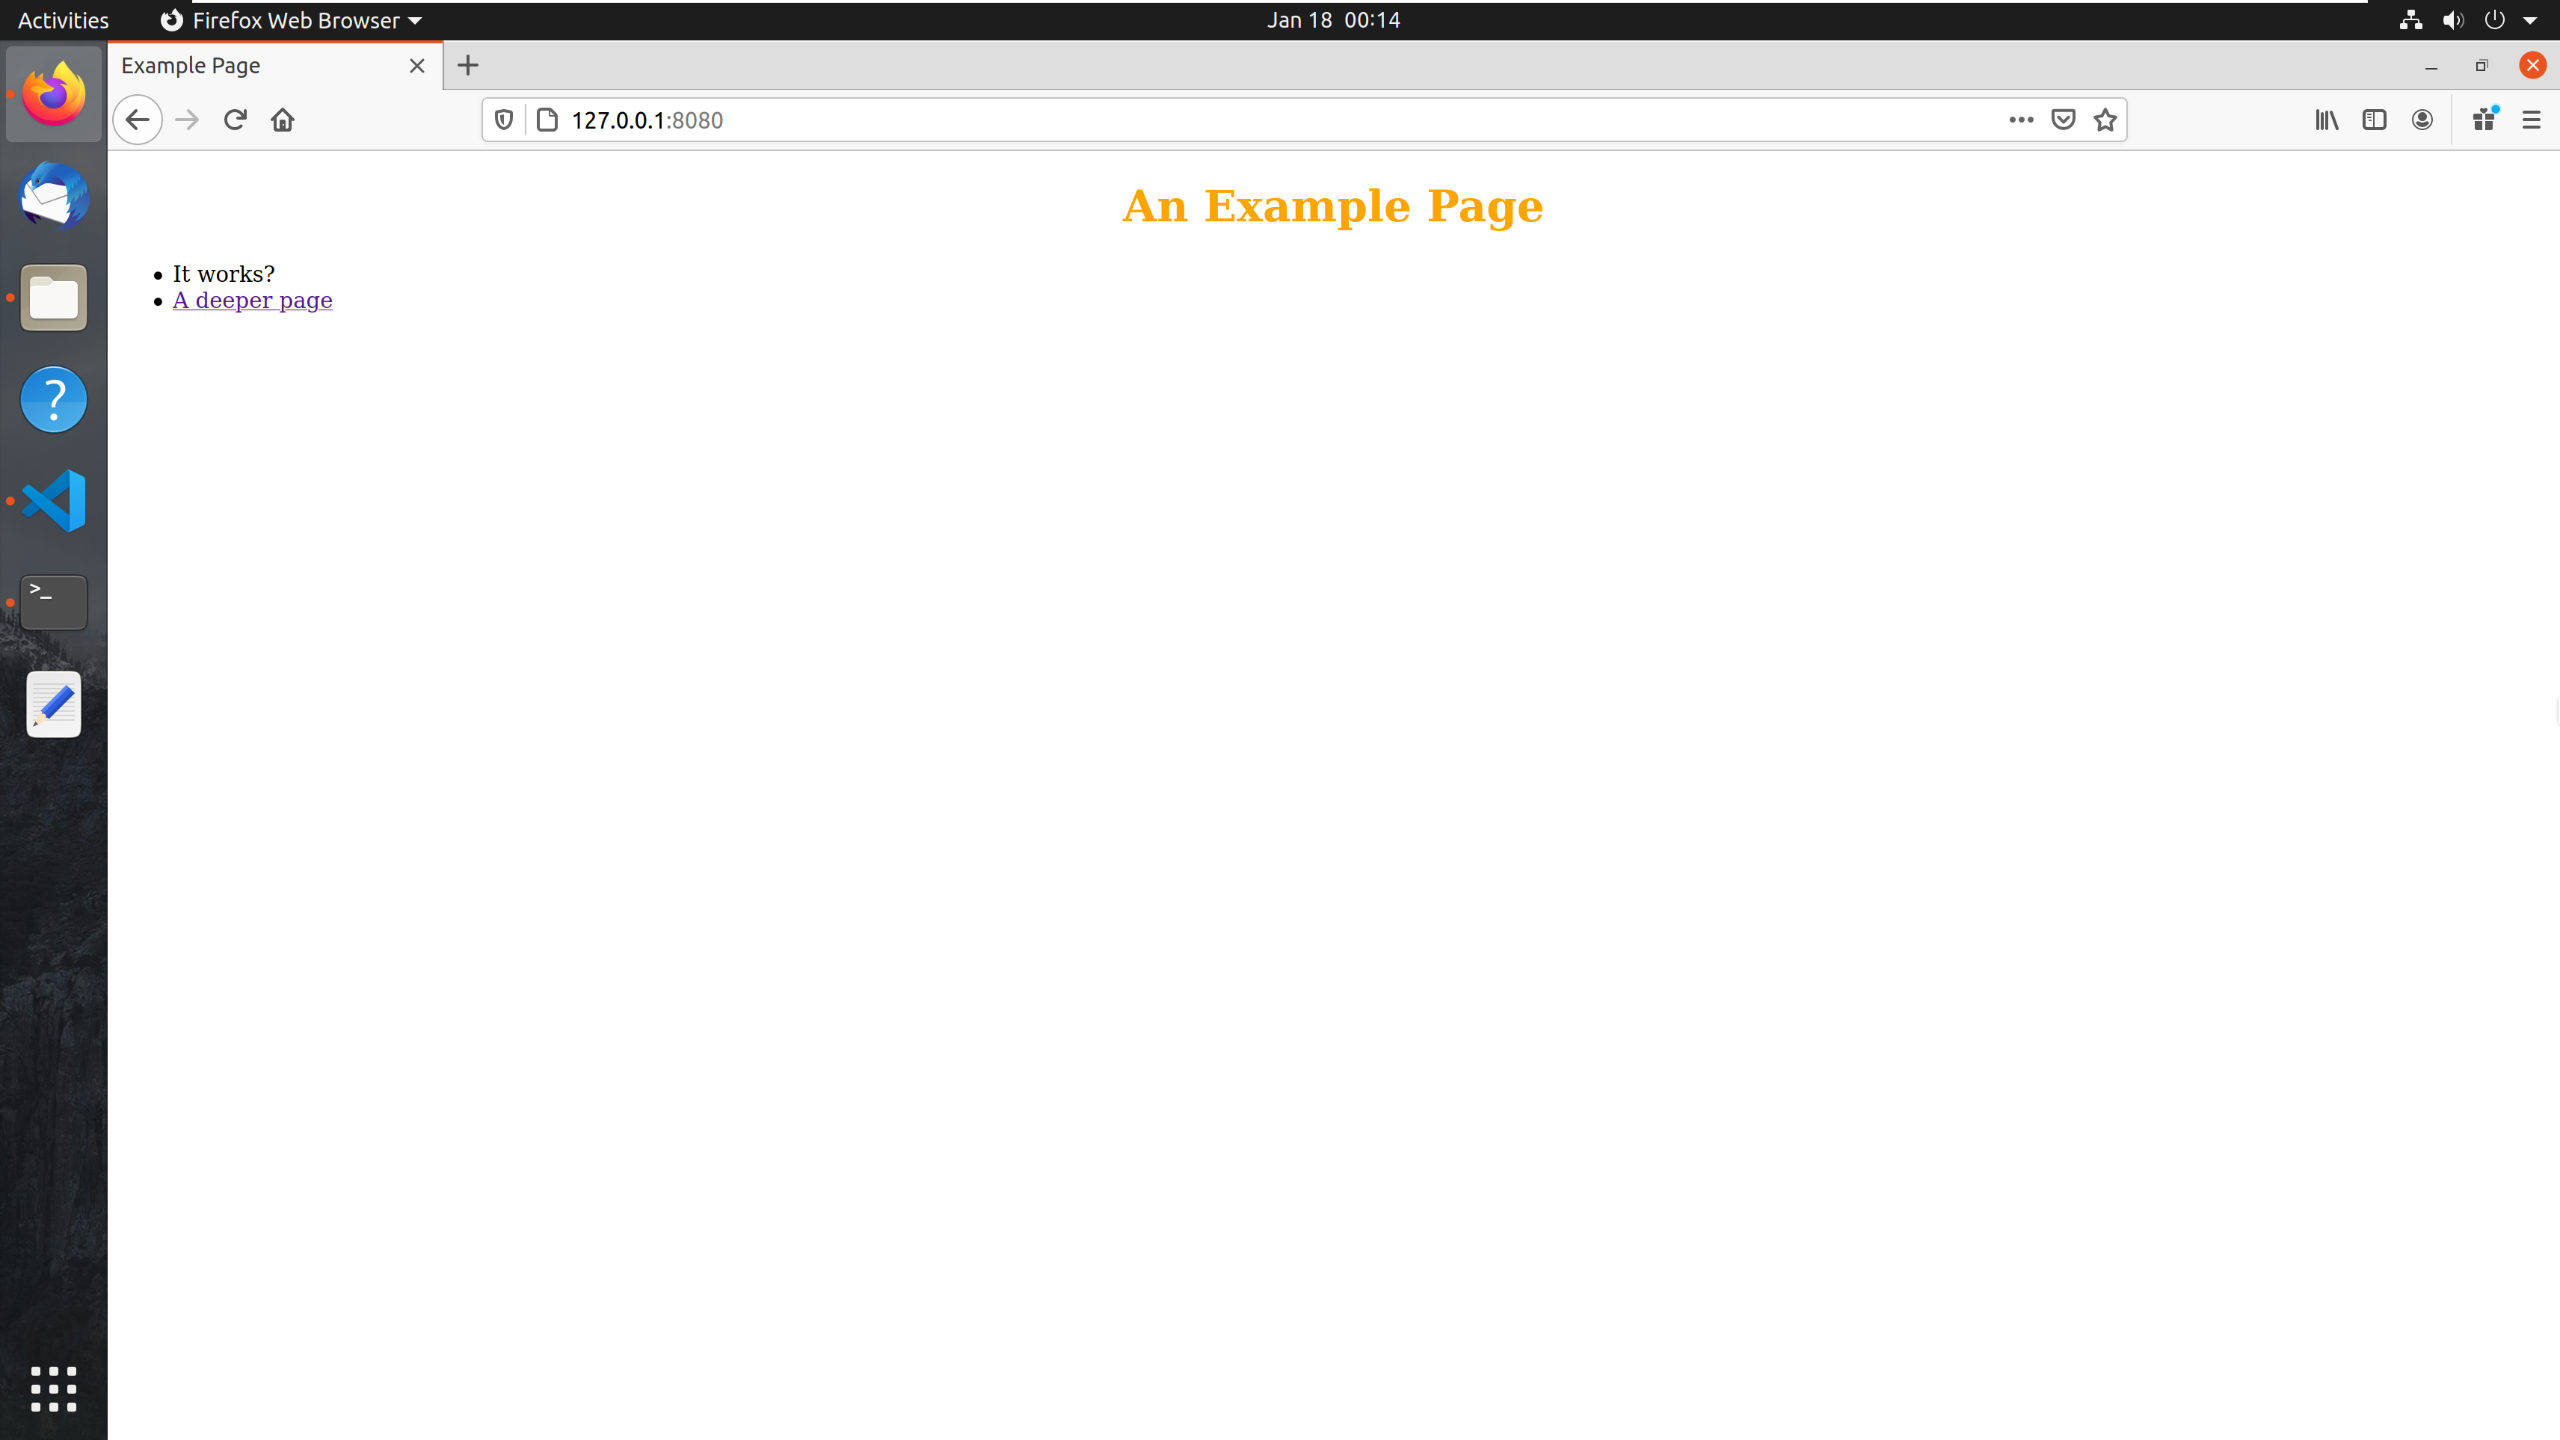 Activities
Firefox Web Browser
Jan 18 00:14
Example Page
127.0.0.1:8080
An Example Page
It works?
A deeper page
?
>_